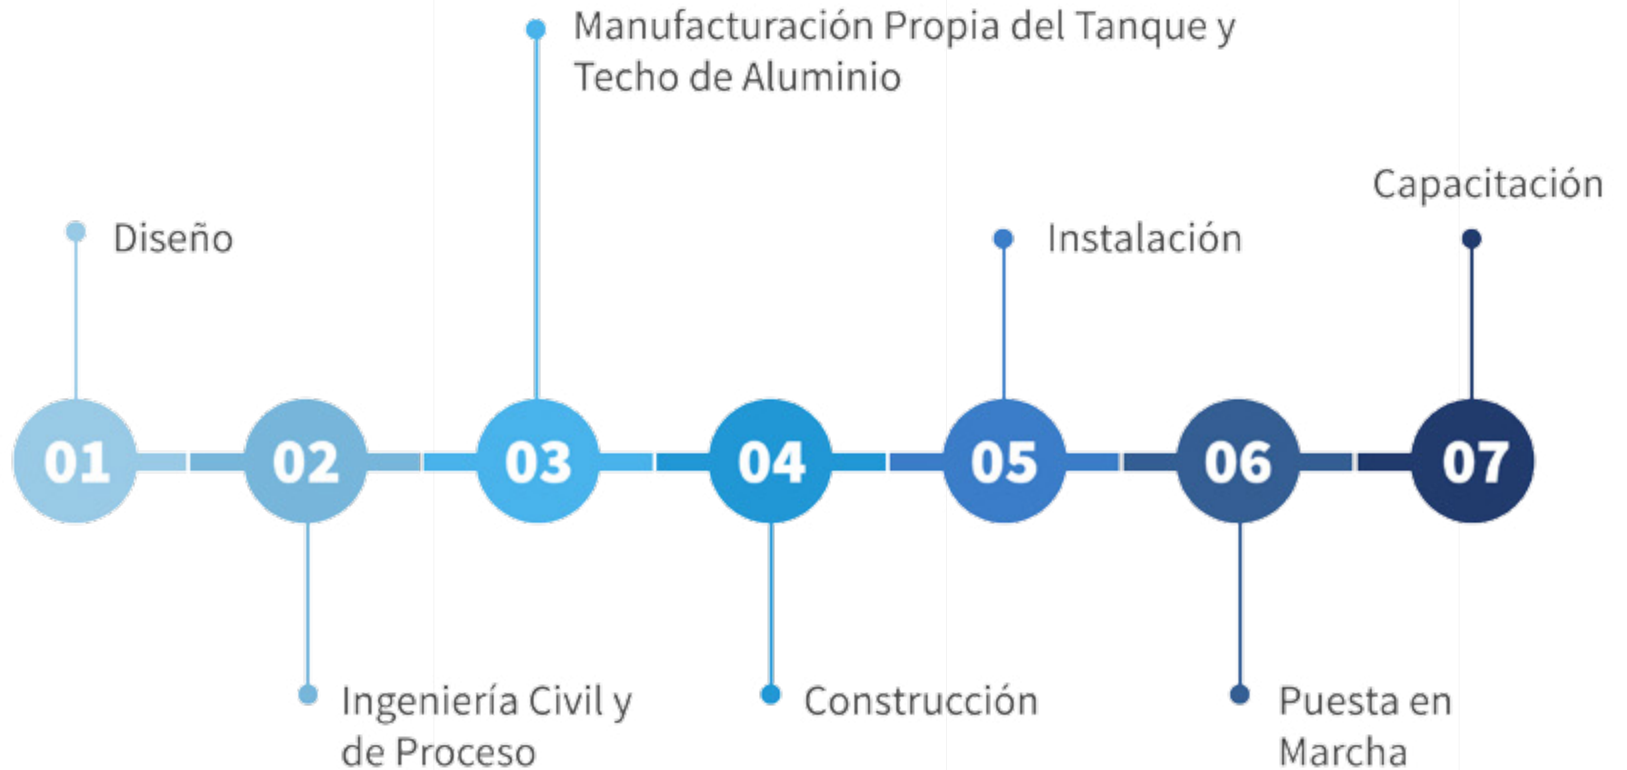 Manufacturación Propia del Tanque y
Techo de Aluminio
Capacitación
Diseño
Instalación
01
02
03
04
05
06
07
Ingeniería Civil y
de Proceso
Construcción
Puesta en
Marcha